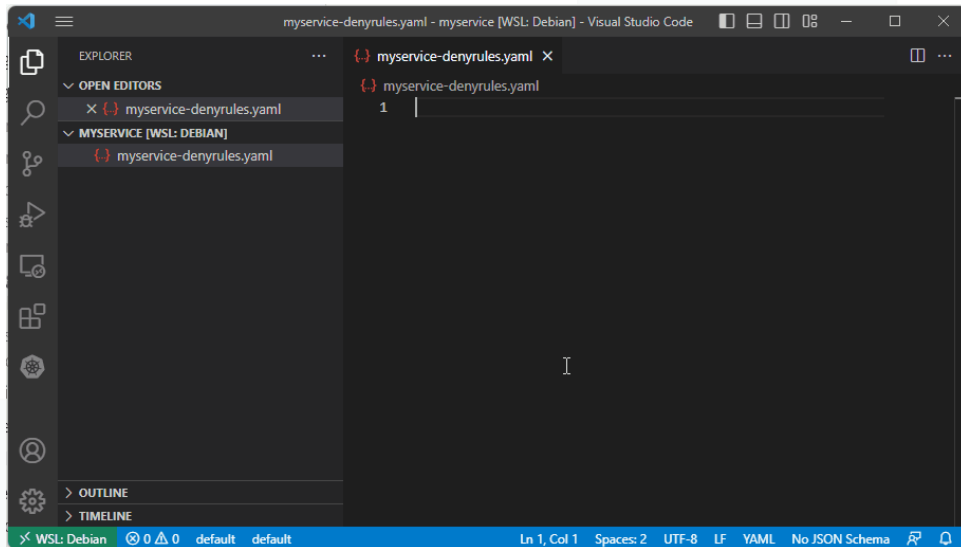 myservice-denyrules.yaml - myservice [WSL: Debian] - Visual Studio Code
EXPLORER
OPEN EDITORS
{..} myservice-denyrules.yaml
MYSERVICE [WSL: DEBIAN]
{..} myservice-denyrules.yaml
OUTLINE
TIMELINE
{..} myservice-denyrules.yaml
{..} myservice-denyrules.yaml
1
WSL: Debian 0 0 default default Ln 1, Col 1 Spaces: 2 UTF-8 LF YAML No JSON Schema